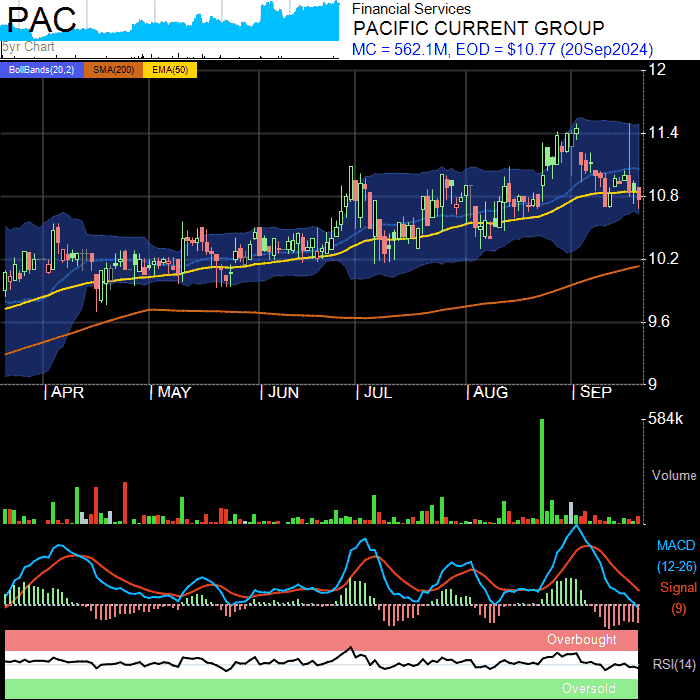 PAC
5yr Chart
Financial Services
PACIFIC CURRENT GROUP
MC = 562.1M, EOD = $10.77 (20Sep2024)
BollBands(20,2) SMA(200) EMA(50)
12
11.4
10.8
10.2
9.6
9
APR MAY JUN JUL AUG SEP
584k
Volume
MACD
(12-26)
Signal
(9)
Overbought
RSI(14)
Oversold